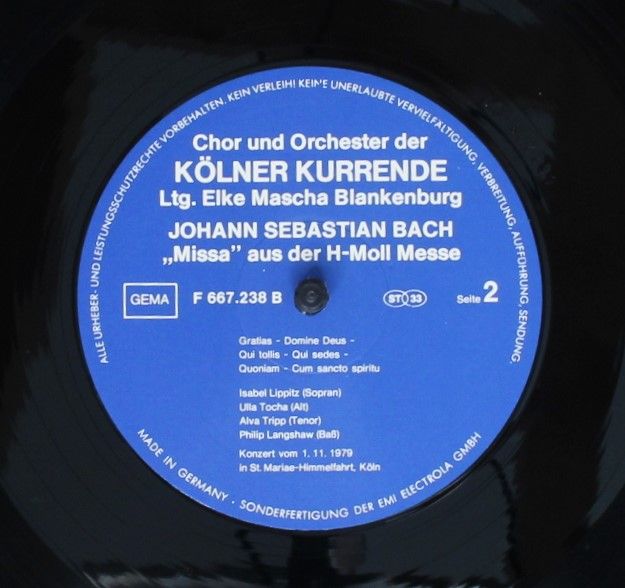 ALLE URHEBER- UND LEISTUNGSSCHUTZRECHTE VORBEHALTEN. KEIN VERLEIH! KEINE UNERLAUBTE VERVIELFÄLTIGUNG, VERBREITUNG, AUFFÜHRUNG, SENDUNG.
Chor und Orchester der
KÖLNER KURRENDE
Ltg. Elke Mascha Blankenburg
JOHANN SEBASTIAN BACH
„Missa” aus der H-Moll Messe
GEMA F 667.238 B ST 33 Seite 2
Gratias - Domine Deus -
Qui tollis - Qui sedes -
Quoniam - Cum sancto spiritu
Isabel Lippitz (Sopran)
Ulla Tocha (Alt)
Alva Tripp (Tenor)
Philip Langshaw (Baß)
Konzert vom 1. 11. 1979
in St. Mariae-Himmelfahrt, Köln
MADE IN GERMANY · SONDERFERTIGUNG DER EMI ELECTROLA GMBH